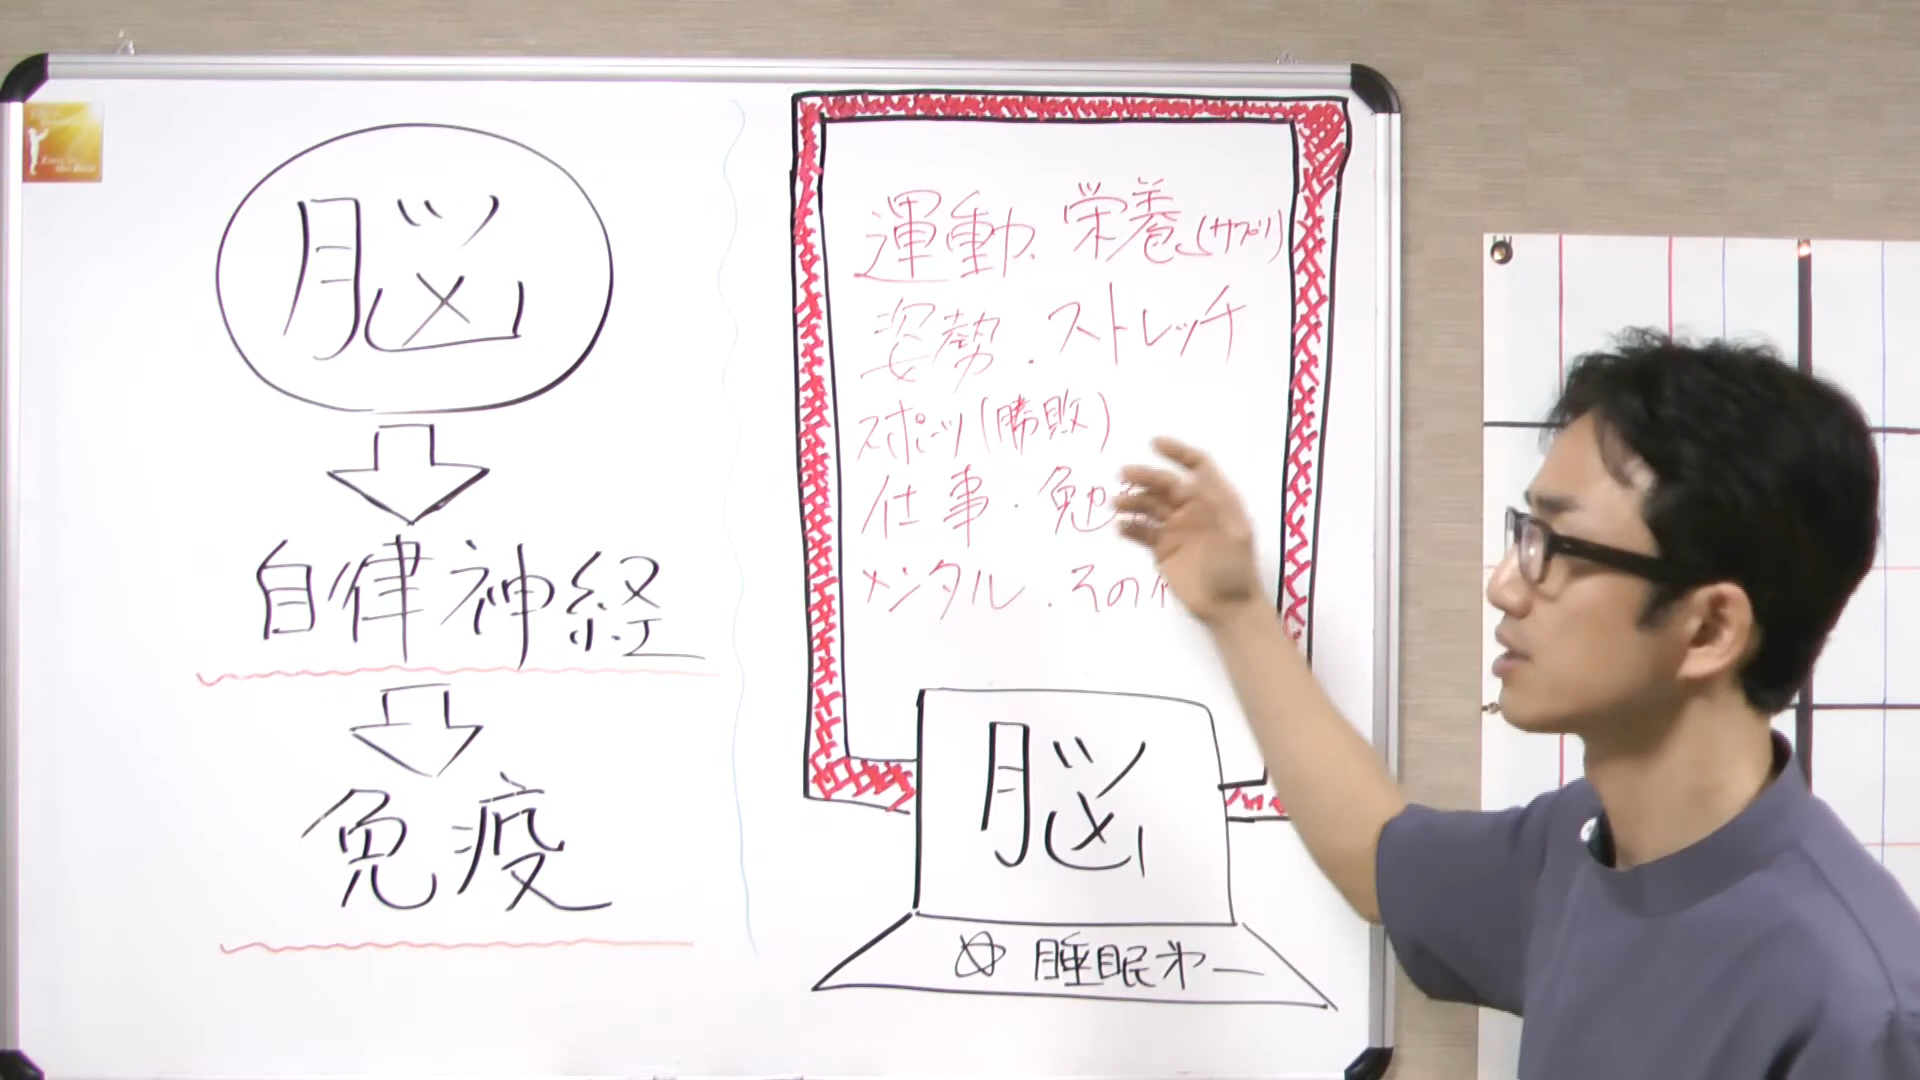 脳
自律神経
免疫
運動、栄養(サプリ)
姿勢・ストレッチ
スポーツ(勝敗)
仕事・勉
メンタル・その
脳
睡眠オー